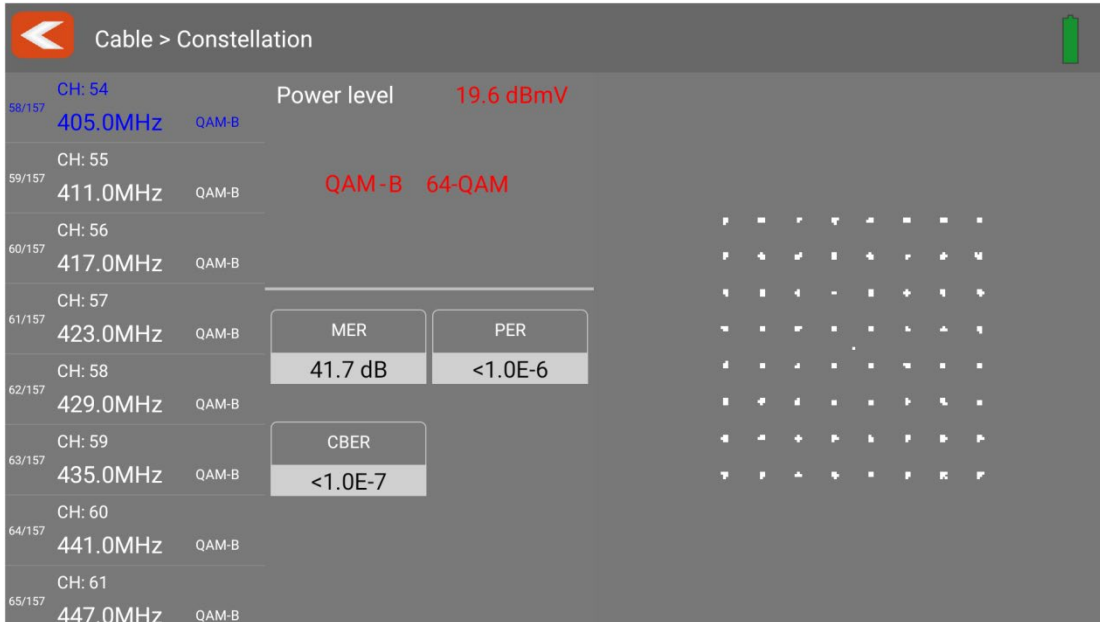 Cable > Constellation
CH: 54
58/157
405.0MHz QAM-B
CH: 55
59/157
411.0MHz QAM-B
CH: 56
60/157
417.0MHz QAM-B
CH: 57
61/157
423.0MHz QAM-B
CH: 58
62/157
429.0MHz QAM-B
CH: 59
63/157
435.0MHz QAM-B
CH: 60
64/157
441.0MHz QAM-B
CH: 61
65/157
447.0MHz QAM-B
Power level 19.6 dBmV
QAM-B 64-QAM
MER PER
41.7 dB <1.0E-6
CBER
<1.0E-7